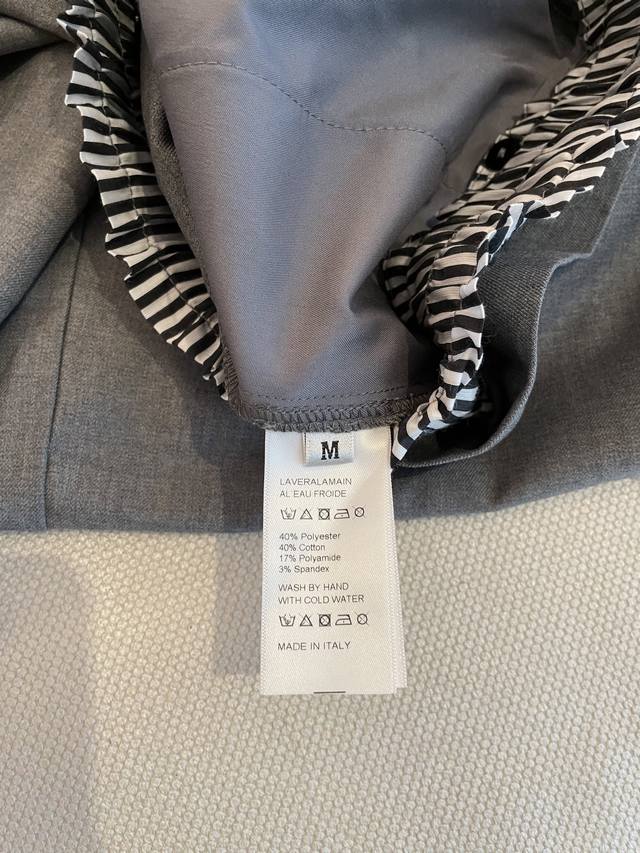 M
LAVERALAMAIN
AL'EAU FROIDE
40% Polyester
40% Cotton
17% Polyamide
3% Spandex
WASH BY HAND
WITH COLD WATER
MADE IN ITALY